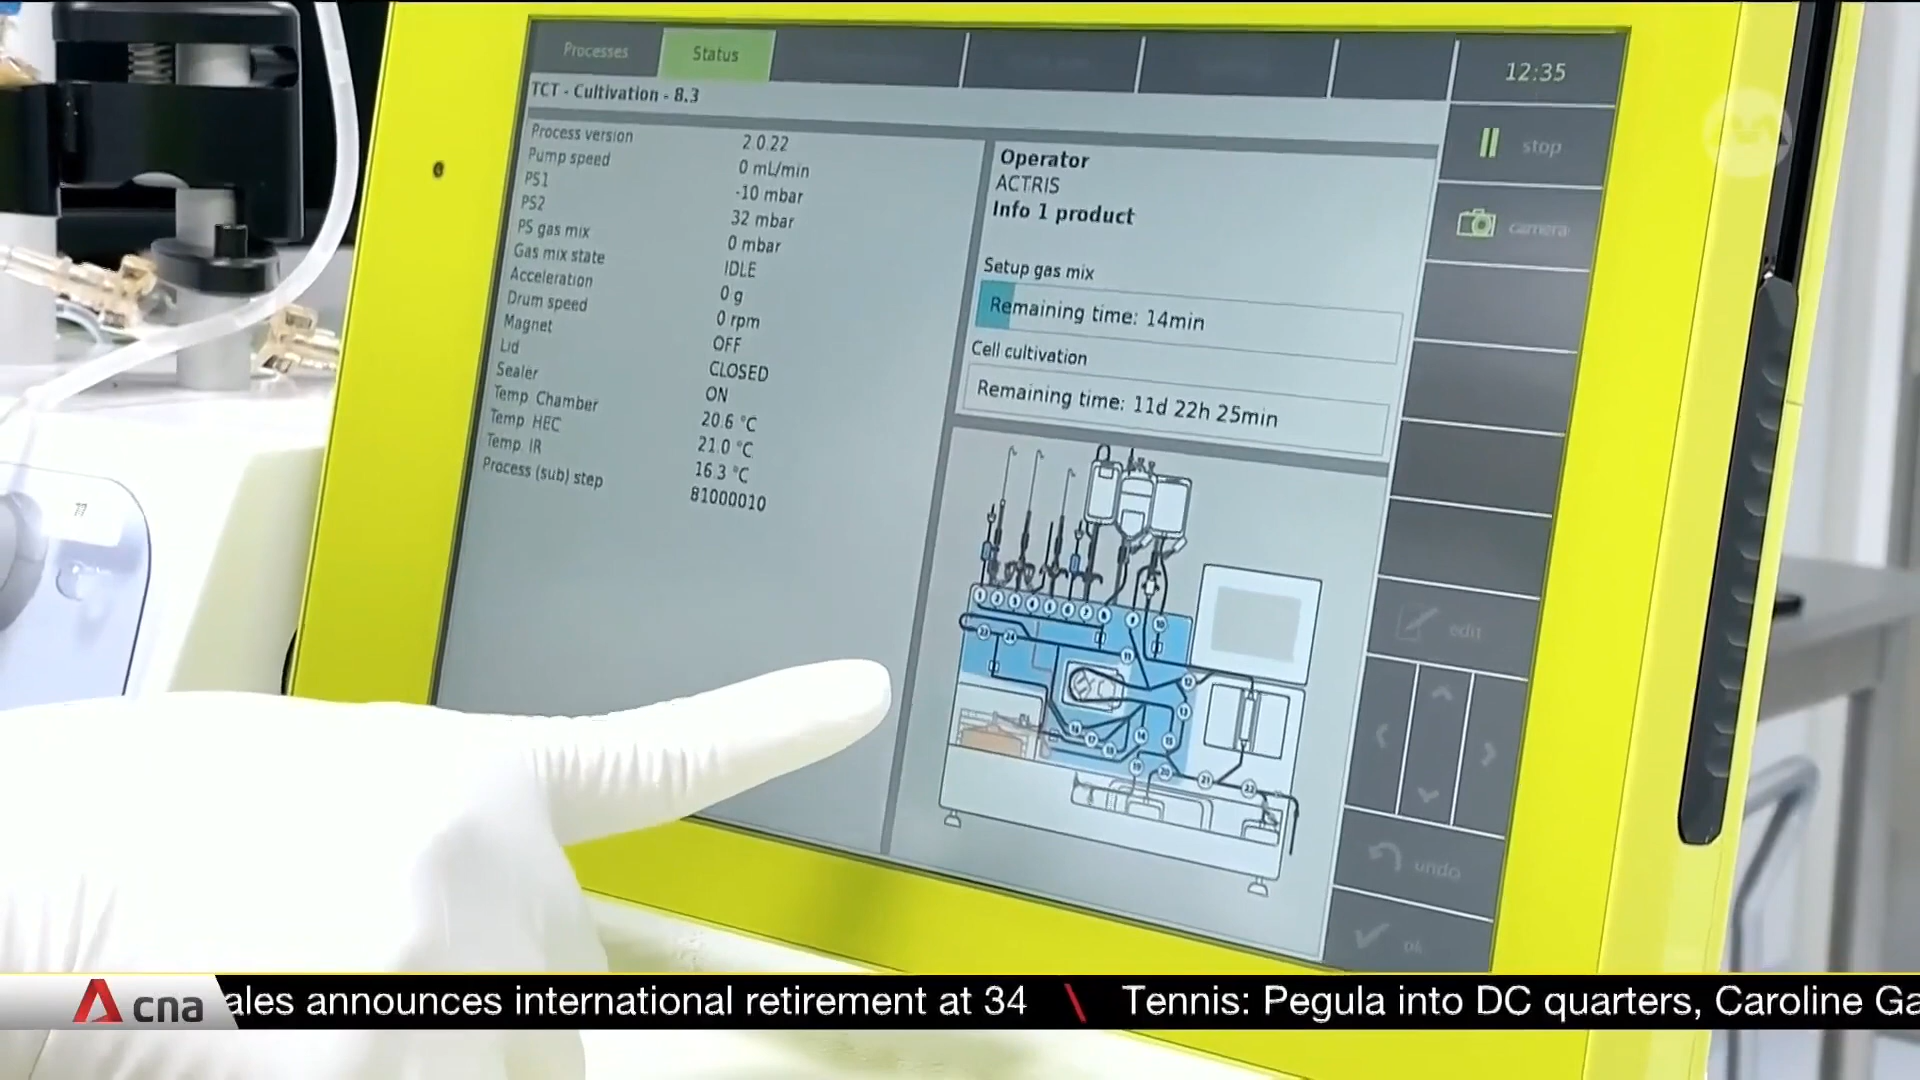 Processes
Status
12:35
TCT - Cultivation - 8.3
Process version 2.0.22
Pump speed 0 mL/min
PS1 -10 mbar
PS2 32 mbar
PS gas mix 0 mbar
Gas mix state IDLE
Acceleration 0 g
Drum speed 0 rpm
Magnet OFF
Lid CLOSED
Sealer ON
Temp Chamber 20.6 °C
Temp HEC 21.0 °C
Temp. IR 16.3 °C
Process (sub) step 81000010
Operator
ACTRIS
Info 1 product
Setup gas mix
Remaining time: 14min
Cell cultivation
Remaining time: 11d 22h 25min
stop
camera
edit
undo
ok
77
cna
ales announces international retirement at 34 \ Tennis: Pegula into DC quarters, Caroline Ga